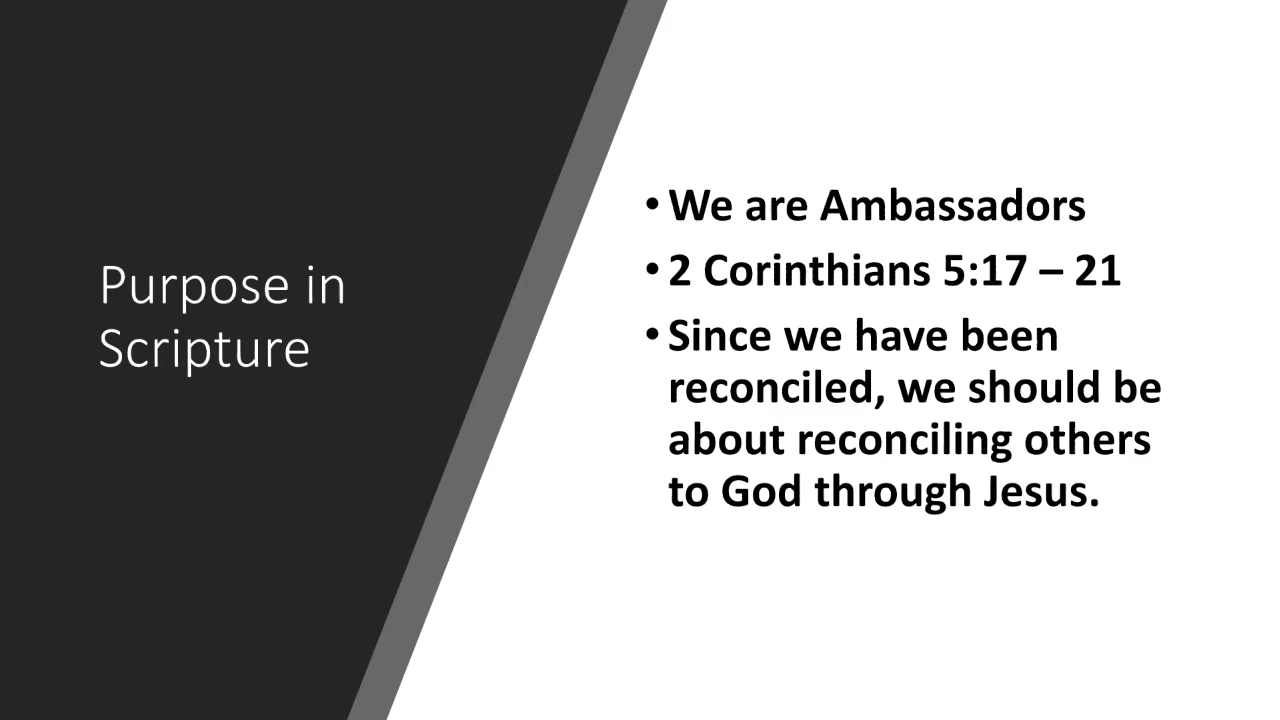 Purpose in
Scripture
• We are Ambassadors
• 2 Corinthians 5:17 – 21
• Since we have been
reconciled, we should be
about reconciling others
to God through Jesus.